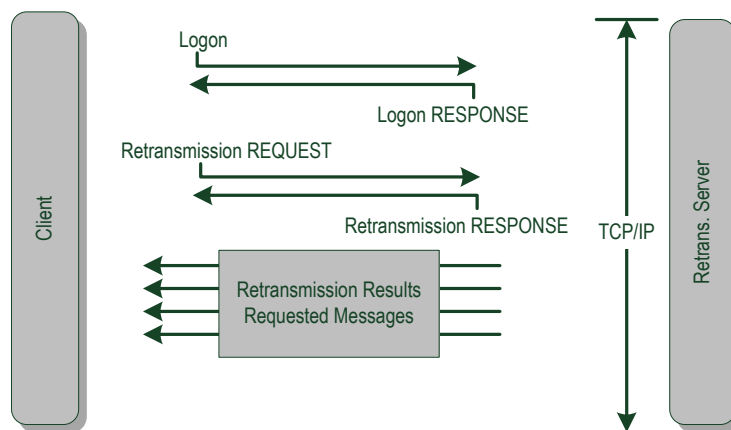 Logon
Logon RESPONSE
Retransmission REQUEST
Retransmission RESPONSE
Client
TCP/IP
Retrans. Server
Retransmission Results
Requested Messages